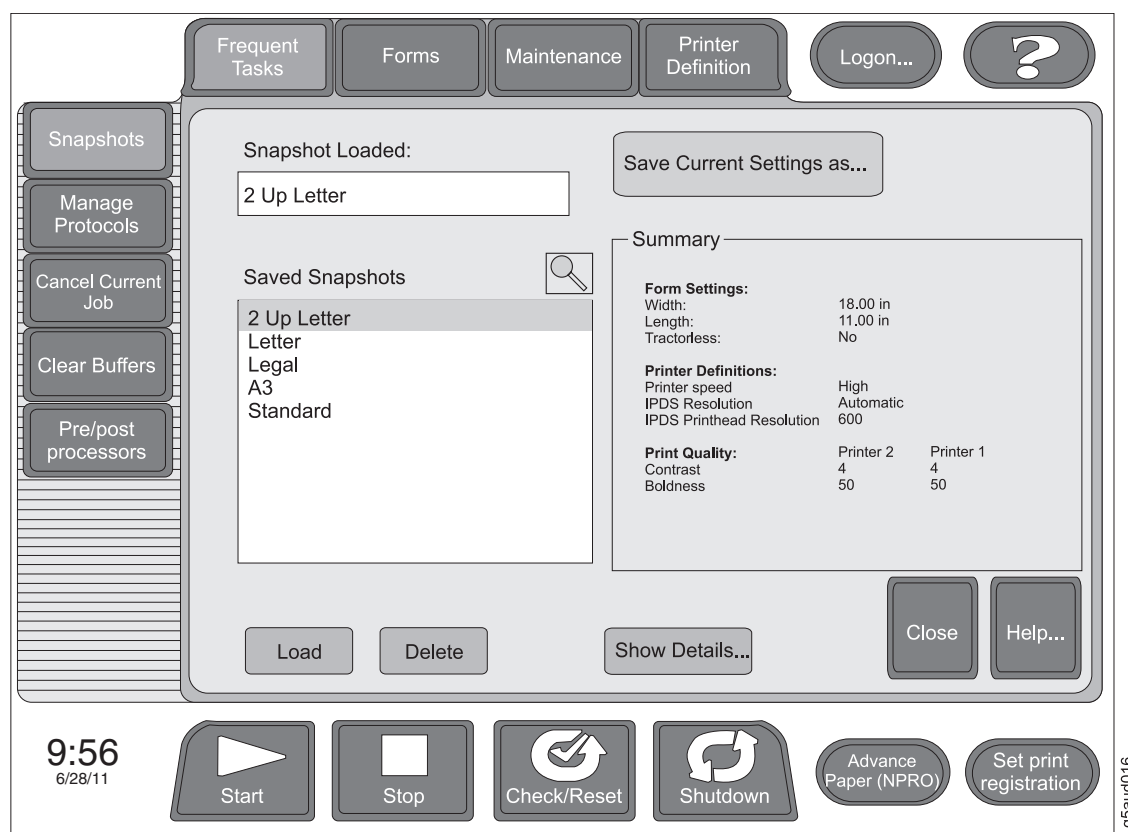 Frequent
Tasks
Forms
Maintenance
Printer
Definition
Logon...
?
Snapshots
Manage
Protocols
Cancel Current
Job
Clear Buffers
Pre/post
processors
Snapshot Loaded:
2 Up Letter
Save Current Settings as...
Saved Snapshots
2 Up Letter
Letter
Legal
A3
Standard
Summary
Form Settings:
Width: 18.00 in
Length: 11.00 in
Tractorless: No
Printer Definitions:
Printer speed High
IPDS Resolution Automatic
IPDS Printhead Resolution 600
Print Quality: Printer 2 Printer 1
Contrast 4 4
Boldness 50 50
Load
Delete
Show Details...
Close
Help...
9:56
6/28/11
Start
Stop
Check/Reset
Shutdown
Advance
Paper (NPRO)
Set print
registration